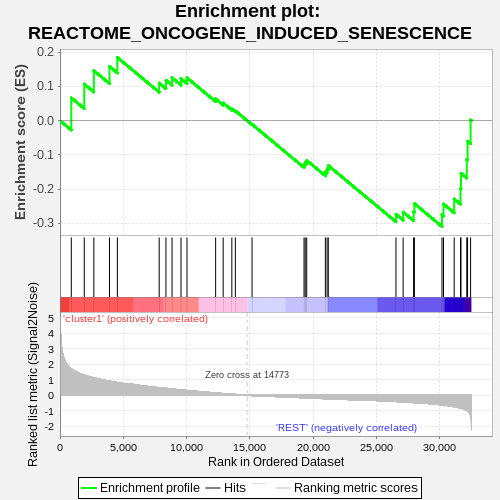 Enrichment plot:
REACTOME_ONCOGENE_INDUCED_SENESCENCE
Enrichment score (ES)
0.2
0.1
0.0
-0.1
-0.2
-0.3
'cluster1' (positively correlated)
Ranked list metric (Signal2Noise)
5
4
3
2
1
0
-1
-2
Zero cross at 14773
'REST' (negatively correlated)
0
5,000
10,000
15,000
20,000
25,000
30,000
Rank in Ordered Dataset
Enrichment profile
Hits
Ranking metric scores